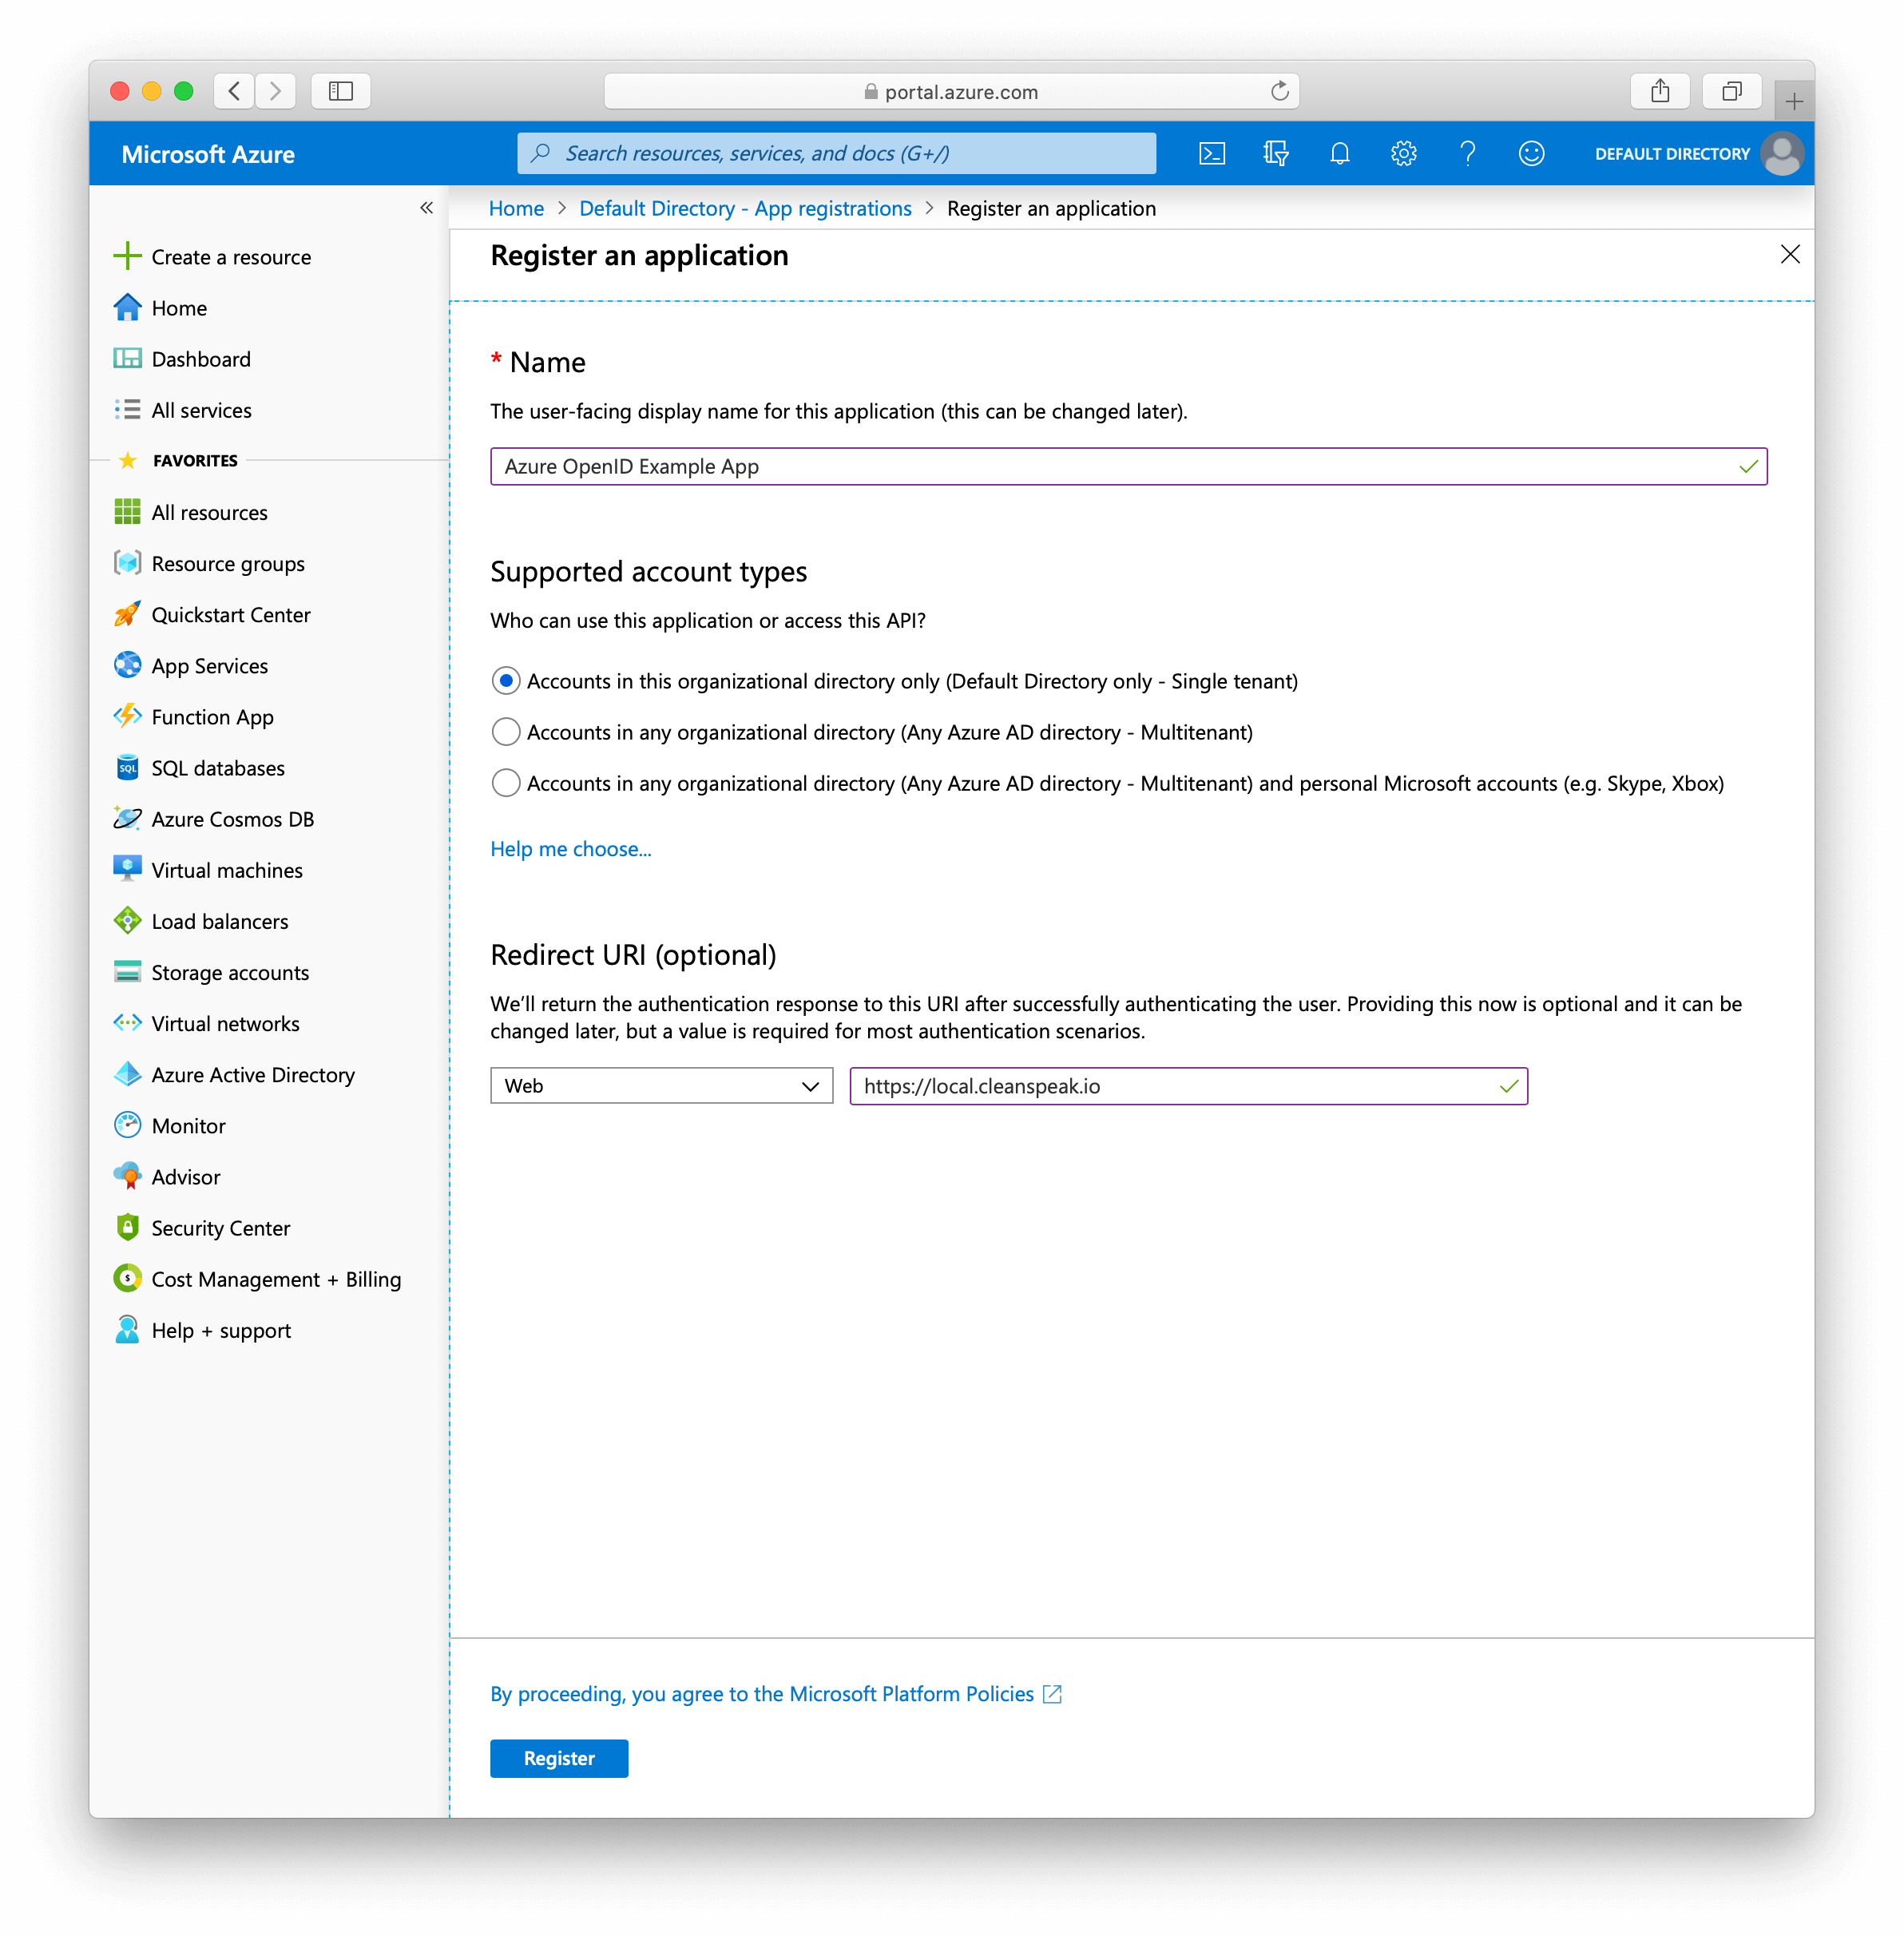 portal.azure.com
Microsoft Azure
Search resources, services, and docs (G+/)
DEFAULT DIRECTORY
Home > Default Directory - App registrations > Register an application
Register an application
Create a resource
Home
Dashboard
All services
FAVORITES
All resources
Resource groups
Quickstart Center
App Services
Function App
SQL
SQL databases
Azure Cosmos DB
Virtual machines
Load balancers
Storage accounts
Virtual networks
Azure Active Directory
Monitor
Advisor
Security Center
Cost Management + Billing
Help + support
* Name
The user-facing display name for this application (this can be changed later).
Azure OpenID Example App
Supported account types
Who can use this application or access this API?
Accounts in this organizational directory only (Default Directory only - Single tenant)
Accounts in any organizational directory (Any Azure AD directory - Multitenant)
Accounts in any organizational directory (Any Azure AD directory - Multitenant) and personal Microsoft accounts (e.g. Skype, Xbox)
Help me choose...
Redirect URI (optional)
We'll return the authentication response to this URI after successfully authenticating the user. Providing this now is optional and it can be
changed later, but a value is required for most authentication scenarios.
Web
https://local.cleanspeak.io
By proceeding, you agree to the Microsoft Platform Policies
Register